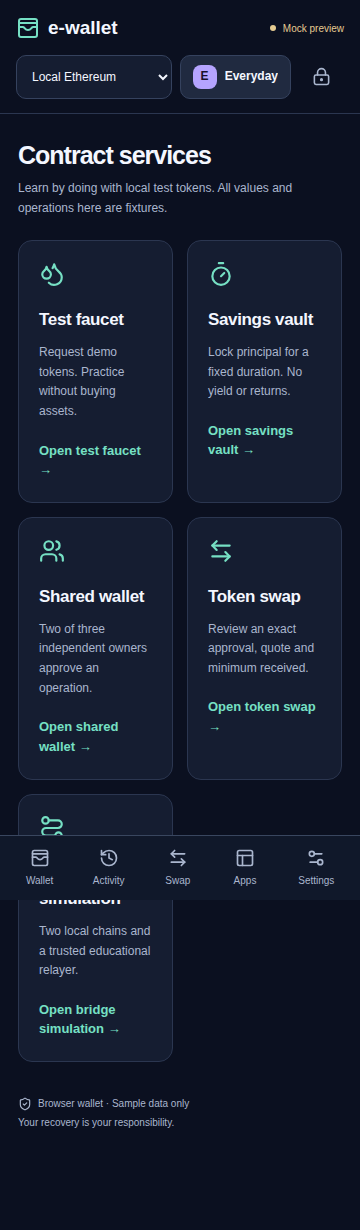 e-wallet
Mock preview
Local Ethereum
E
Everyday
Contract services
Learn by doing with local test tokens. All values and
operations here are fixtures.
Test faucet
Request demo
tokens. Practice
without buying
assets.
Open test faucet
→
Savings vault
Lock principal for a
fixed duration. No
yield or returns.
Open savings
vault →
Shared wallet
Two of three
independent owners
approve an
operation.
Open shared
wallet →
Token swap
Review an exact
approval, quote and
minimum received.
Open token swap
→
Wallet
Activity
Swap
Apps
Settings
simulation
Two local chains and
a trusted educational
relayer.
Open bridge
simulation →
Browser wallet · Sample data only
Your recovery is your responsibility.